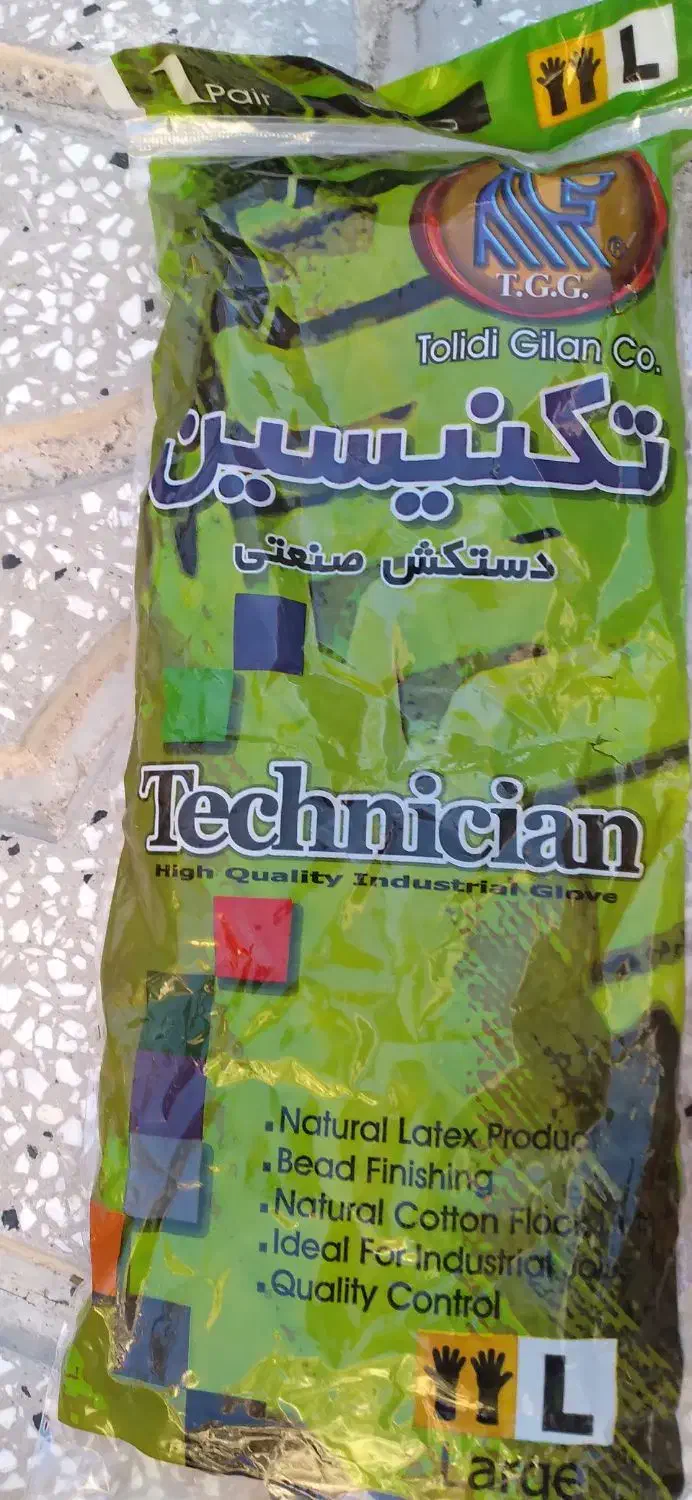 1 Pair
L
T.G.G.
Tolidi Gilan Co.
تکنیسین
دستکش صنعتی
Technician
High Quality Industrial Glove
Natural Latex
Bead Finishing
Natural Cotton
Ideal For Industrial
Quality Control
L
Large